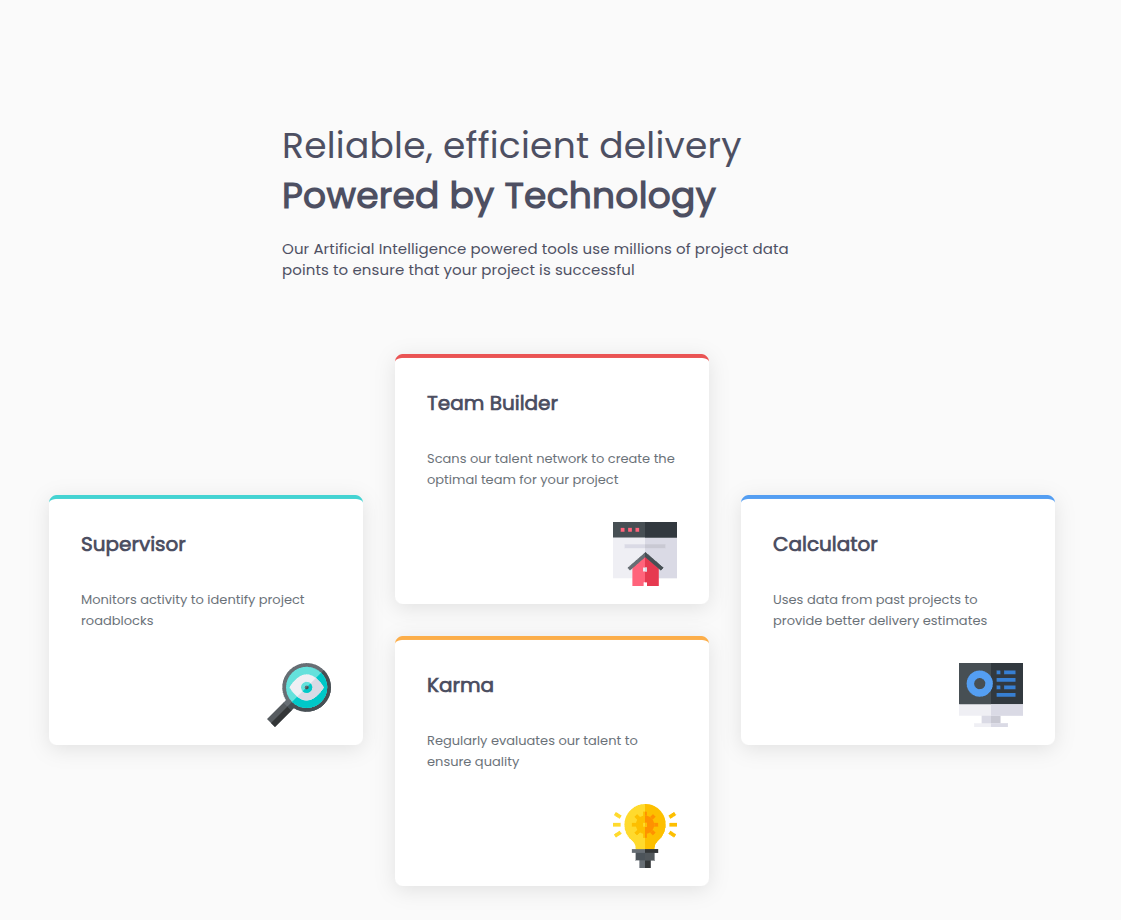 Reliable, efficient delivery
Powered by Technology
Our Artificial Intelligence powered tools use millions of project data
points to ensure that your project is successful
Supervisor
Monitors activity to identify project
roadblocks
Team Builder
Scans our talent network to create the
optimal team for your project
Karma
Regularly evaluates our talent to
ensure quality
Calculator
Uses data from past projects to
provide better delivery estimates